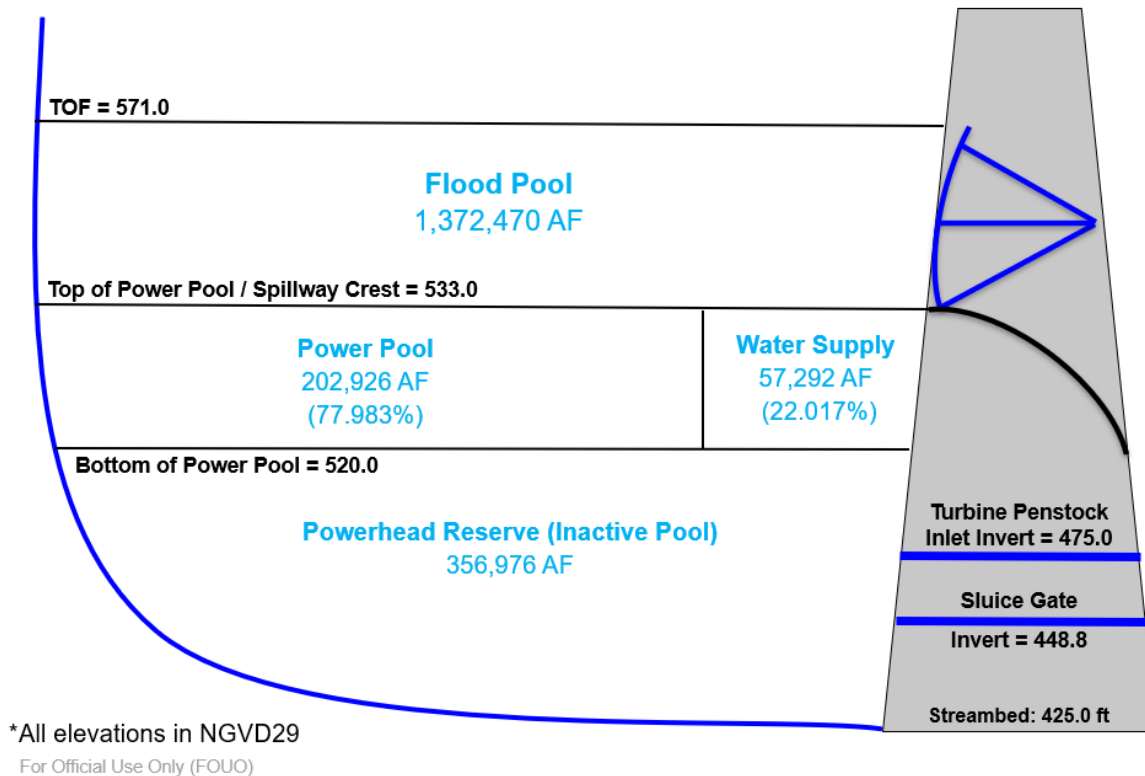 TOF = 571.0
Flood Pool
1,372,470 AF
Top of Power Pool / Spillway Crest = 533.0
Power Pool
202,926 AF
(77.983%)
Water Supply
57,292 AF
(22.017%)
Bottom of Power Pool = 520.0
Powerhead Reserve (Inactive Pool)
356,976 AF
Turbine Penstock
Inlet Invert = 475.0
Sluice Gate
Invert = 448.8
Streambed: 425.0 ft
*All elevations in NGVD29
For Official Use Only (FOUO)